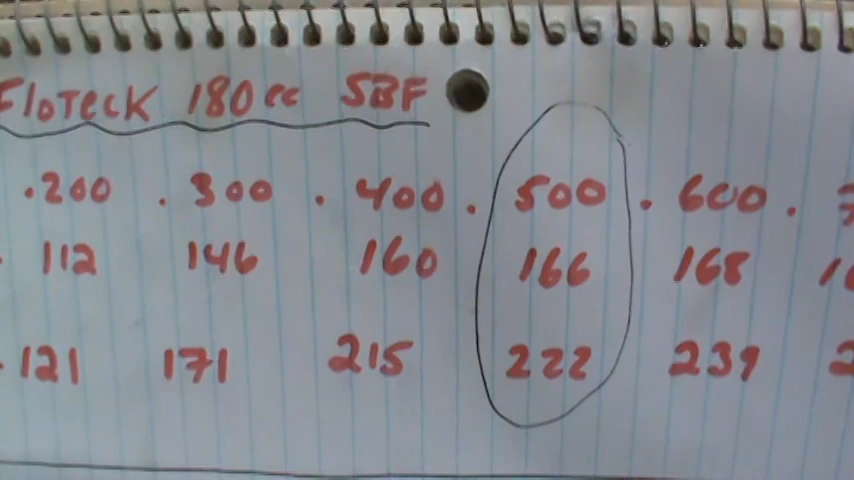 FloTeck 180cc SBF
.200 .300 .400 .500 .600 .
112 146 160 166 168
121 171 215 222 239